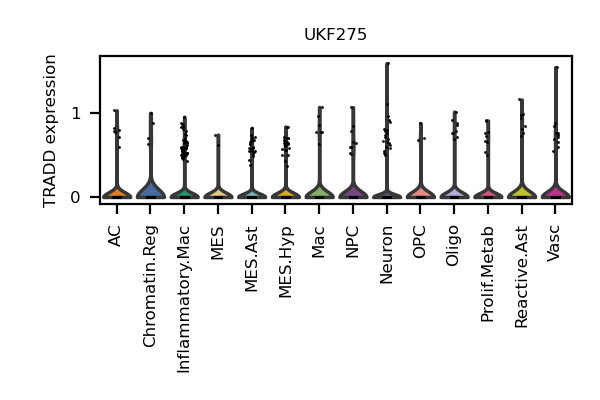 UKF275
TRADD expression
1
0
AC
Chromatin.Reg
Inflammatory.Mac
MES
MES.Ast
MES.Hyp
Mac
NPC
Neuron
OPC
Oligo
Prolif.Metab
Reactive.Ast
Vasc